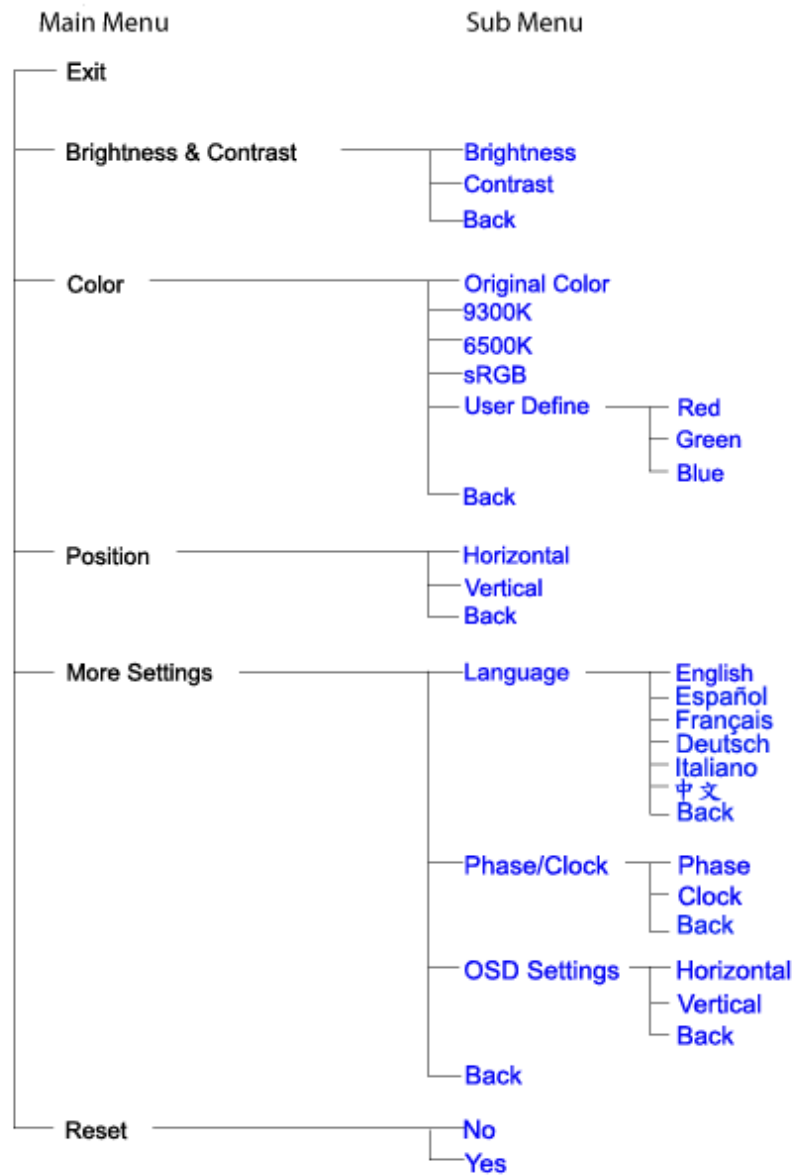 Main Menu Sub Menu
Exit
Brightness & Contrast Brightness
Contrast
Back
Color Original Color
9300K
6500K
sRGB
User Define Red
Green
Blue
Back
Position Horizontal
Vertical
Back
More Settings Language English
Español
Français
Deutsch
Italiano
中文
Back
Phase/Clock Phase
Clock
Back
OSD Settings Horizontal
Vertical
Back
Back
Reset No
Yes